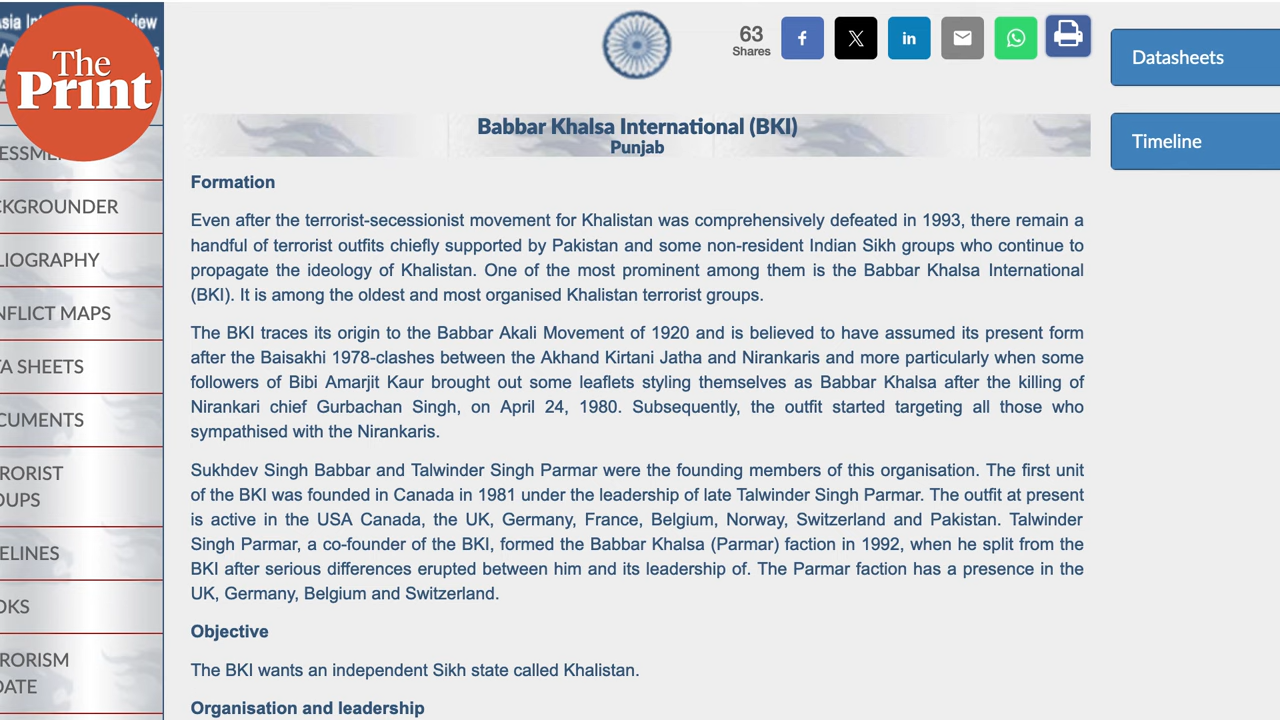 Asia In view
As s
The
Print
A
ESSME
CKGROUNDER
LIOGRAPHY
NFLICT MAPS
TA SHEETS
CUMENTS
RORIST
OUPS
ELINES
OKS
RORISM
DATE
63
Shares
f
X
in
Datasheets
Timeline
Babbar Khalsa International (BKI)
Punjab
Formation
Even after the terrorist-secessionist movement for Khalistan was comprehensively defeated in 1993, there remain a
handful of terrorist outfits chiefly supported by Pakistan and some non-resident Indian Sikh groups who continue to
propagate the ideology of Khalistan. One of the most prominent among them is the Babbar Khalsa International
(BKI). It is among the oldest and most organised Khalistan terrorist groups.
The BKI traces its origin to the Babbar Akali Movement of 1920 and is believed to have assumed its present form
after the Baisakhi 1978-clashes between the Akhand Kirtani Jatha and Nirankaris and more particularly when some
followers of Bibi Amarjit Kaur brought out some leaflets styling themselves as Babbar Khalsa after the killing of
Nirankari chief Gurbachan Singh, on April 24, 1980. Subsequently, the outfit started targeting all those who
sympathised with the Nirankaris.
Sukhdev Singh Babbar and Talwinder Singh Parmar were the founding members of this organisation. The first unit
of the BKI was founded in Canada in 1981 under the leadership of late Talwinder Singh Parmar. The outfit at present
is active in the USA Canada, the UK, Germany, France, Belgium, Norway, Switzerland and Pakistan. Talwinder
Singh Parmar, a co-founder of the BKI, formed the Babbar Khalsa (Parmar) faction in 1992, when he split from the
BKI after serious differences erupted between him and its leadership of. The Parmar faction has a presence in the
UK, Germany, Belgium and Switzerland.
Objective
The BKI wants an independent Sikh state called Khalistan.
Organisation and leadership